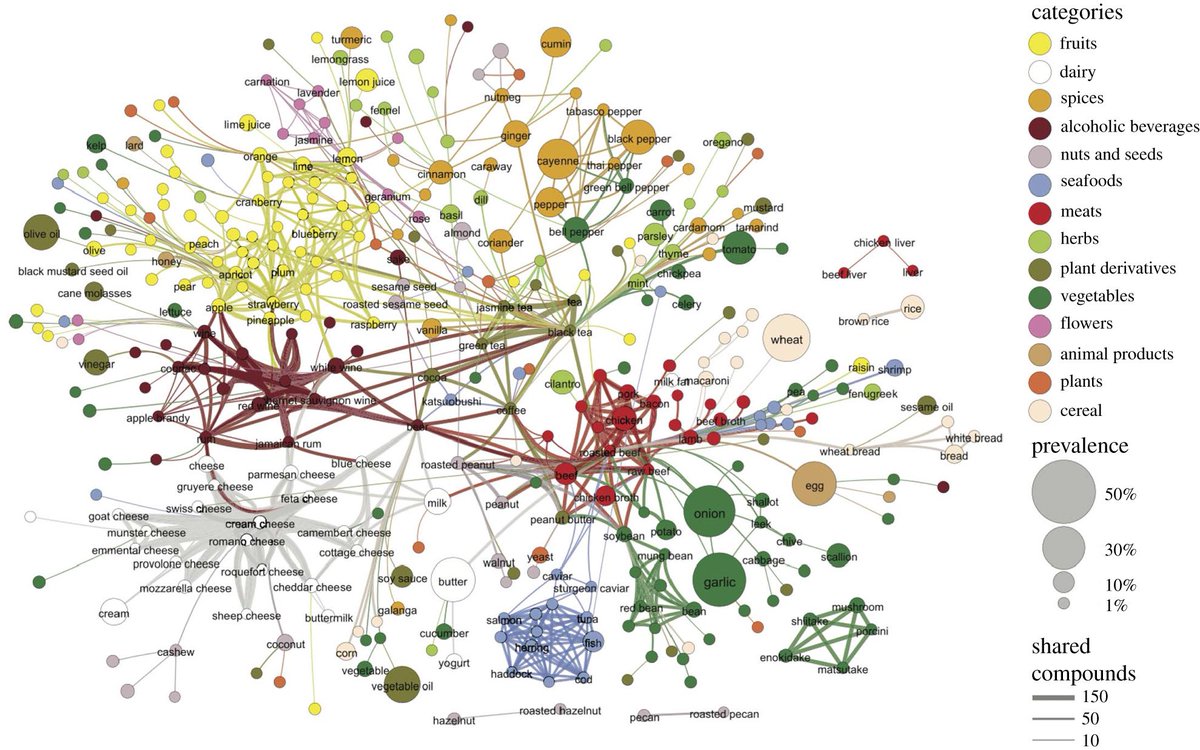 categories
fruits
dairy
spices
alcoholic beverages
nuts and seeds
seafoods
meats
herbs
plant derivatives
vegetables
flowers
animal products
plants
cereal
prevalence
50%
30%
10%
1%
shared
compounds
150
50
10
turmeric
cumin
lemongrass
carnation
lemon juice
lavender
nutmeg
fennel
tabasco pepper
lime juice
ginger
black pepper
jasmine
kelp
lard
orange
lemon
oregano
lime
cayenne
thai pepper
caraway
cinnamon
green bell pepper
geranium
dill
cranberry
pepper
rose
basil
carrot
mustard
almond
cardamom
tamarind
olive oil
blueberry
bell pepper
parsley
coriander
peach
tomato
chicken liver
olive
thyme
honey
sake
black mustard seed oil
apricot
plum
chickpea
beef liver
liver
sesame seed
mint
pear
cane molasses
roasted sesame seed
tea
celery
apple
strawberry
jasmine tea
rice
lettuce
pineapple
raspberry
brown rice
wine
vanilla
black tea
green tea
wheat
vinegar
cognac
white wine
raisin
shrimp
cocoa
cilantro
milk fat
macaroni
pork
pea
fenugreek
katsuobushi
bacon
red wine
bernet sauvignon wine
sesame oil
coffee
apple brandy
chicken
beef broth
beer
rum
jamaican rum
lamb
white bread
roasted beef
wheat bread
bread
cheese
blue cheese
roasted peanut
parmesan cheese
beef
raw beef
gruyere cheese
egg
feta cheese
chicken broth
swiss cheese
milk
peanut
onion
shallot
goat cheese
cream cheese
peanut butter
leek
munster cheese
camembert cheese
soybean
potato
romano cheese
chive
emmental cheese
cottage cheese
mung bean
yeast
scallion
provolone cheese
walnut
cabbage
roquefort cheese
soy sauce
caviar
butter
garlic
mozzarella cheese
cheddar cheese
sturgeon caviar
galanga
red bean
bean
mushroom
cream
sheep cheese
buttermilk
salmon
tuna
shiitake
porcini
cucumber
fish
coconut
herring
cashew
corn
enokidake
yogurt
vegetable
haddock
cod
matsutake
vegetable oil
hazelnut
roasted hazelnut
pecan
roasted pecan